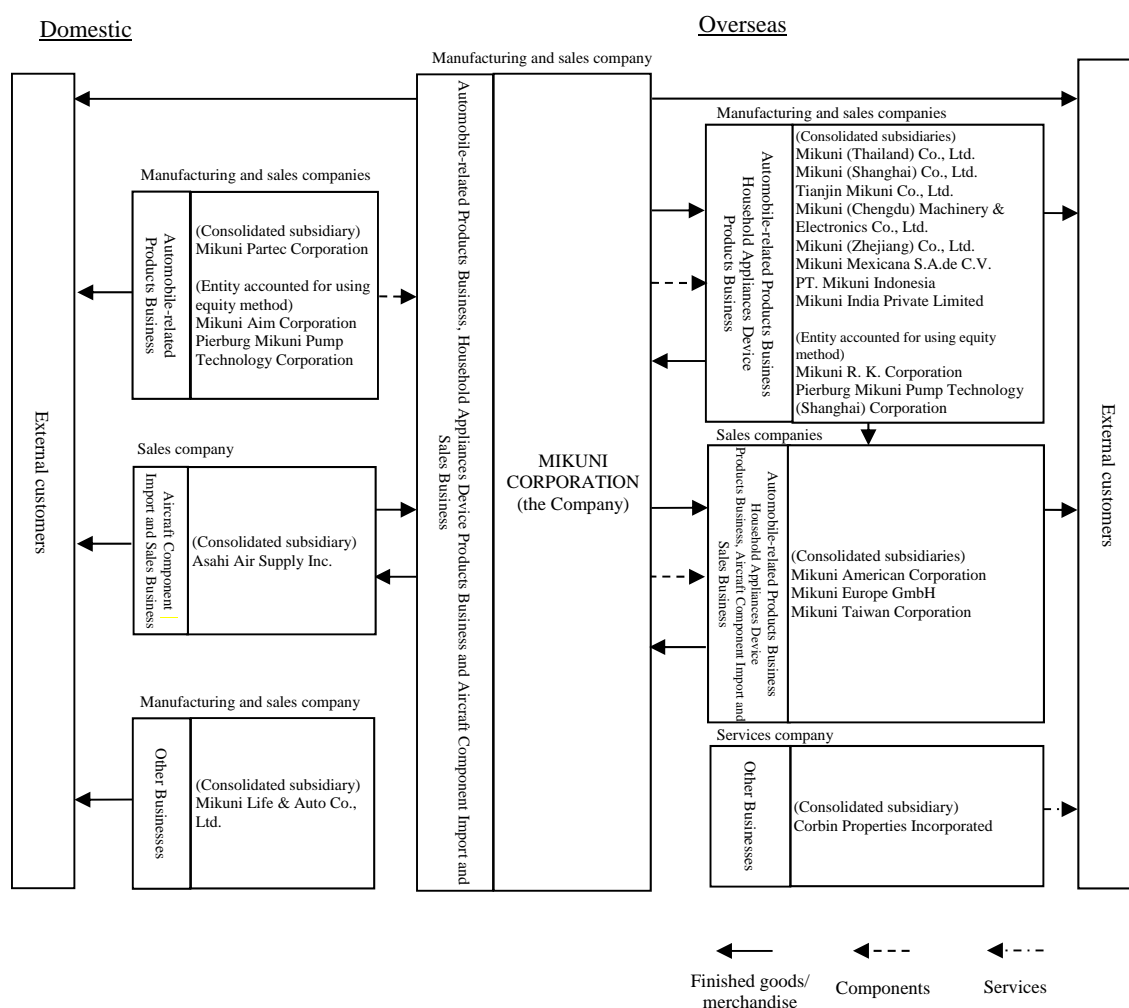 Domestic
Overseas
Manufacturing and sales company
External customers
Manufacturing and sales companies
Automobile-related
Products Business
(Consolidated subsidiary)
Mikuni Partec Corporation
(Entity accounted for using
equity method)
Mikuni Aim Corporation
Pierburg Mikuni Pump
Technology Corporation
Sales company
Aircraft Component
Import and Sales Business
(Consolidated subsidiary)
Asahi Air Supply Inc.
Manufacturing and sales company
Other Businesses
(Consolidated subsidiary)
Mikuni Life & Auto Co.,
Ltd.
Automobile-related Products Business, Household Appliances Device Products Business and Aircraft Component Import and
Sales Business
MIKUNI
CORPORATION
(the Company)
Manufacturing and sales companies
Automobile-related Products Business
Household Appliances Device
Products Business
(Consolidated subsidiaries)
Mikuni (Thailand) Co., Ltd.
Mikuni (Shanghai) Co., Ltd.
Tianjin Mikuni Co., Ltd.
Mikuni (Chengdu) Machinery &
Electronics Co., Ltd.
Mikuni (Zhejiang) Co., Ltd.
Mikuni Mexicana S.A.de C.V.
PT. Mikuni Indonesia
Mikuni India Private Limited
(Entity accounted for using equity
method)
Mikuni R. K. Corporation
Pierburg Mikuni Pump Technology
(Shanghai) Corporation
Sales companies
Automobile-related Products Business
Household Appliances Device
Products Business, Aircraft Component Import and
Sales Business
(Consolidated subsidiaries)
Mikuni American Corporation
Mikuni Europe GmbH
Mikuni Taiwan Corporation
Services company
Other Businesses
(Consolidated subsidiary)
Corbin Properties Incorporated
External customers
Finished goods/
merchandise
Components
Services